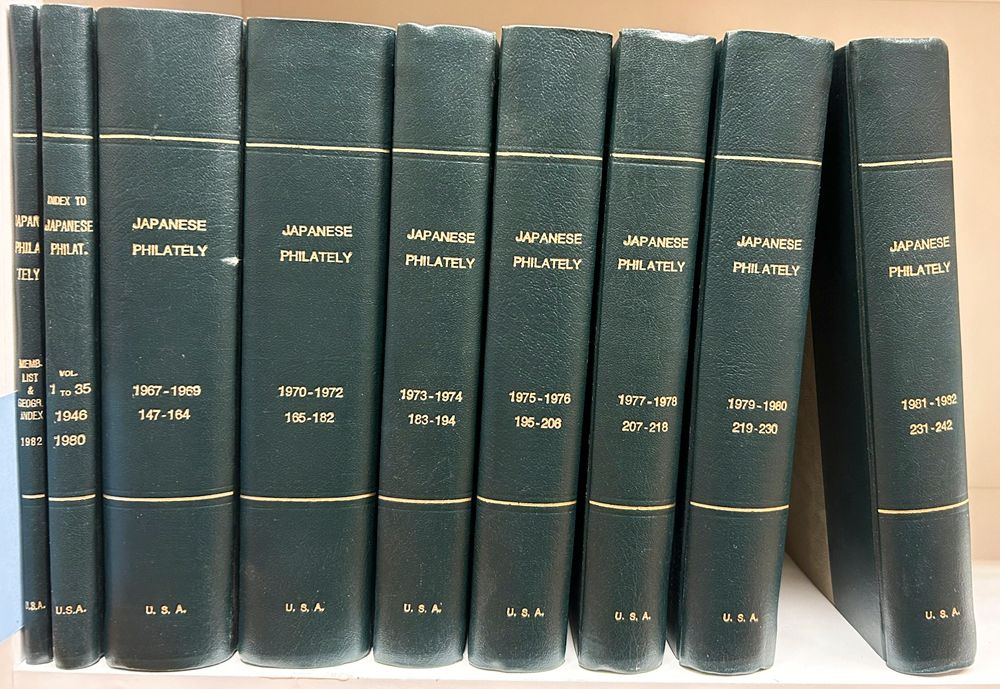 JAPAN
PHILA
TELY
MEMB.
LIST
&
GEOGR.
INDEX
1982
U.S.A.
INDEX TO
JAPANESE
PHILAT.
VOL.
1 TO 35
1946
1980
U.S.A.
JAPANESE
PHILATELY
1967-1969
147-164
U. S. A.
JAPANESE
PHILATELY
1970-1972
165-182
U. S. A.
JAPANESE
PHILATELY
1973-1974
183-194
U. S. A.
JAPANESE
PHILATELY
1975-1976
195-206
U. S. A.
JAPANESE
PHILATELY
1977-1978
207-218
U. S. A.
JAPANESE
PHILATELY
1979-1980
219-230
U. S. A.
JAPANESE
PHILATELY
1981-1982
231-242
U. S. A.